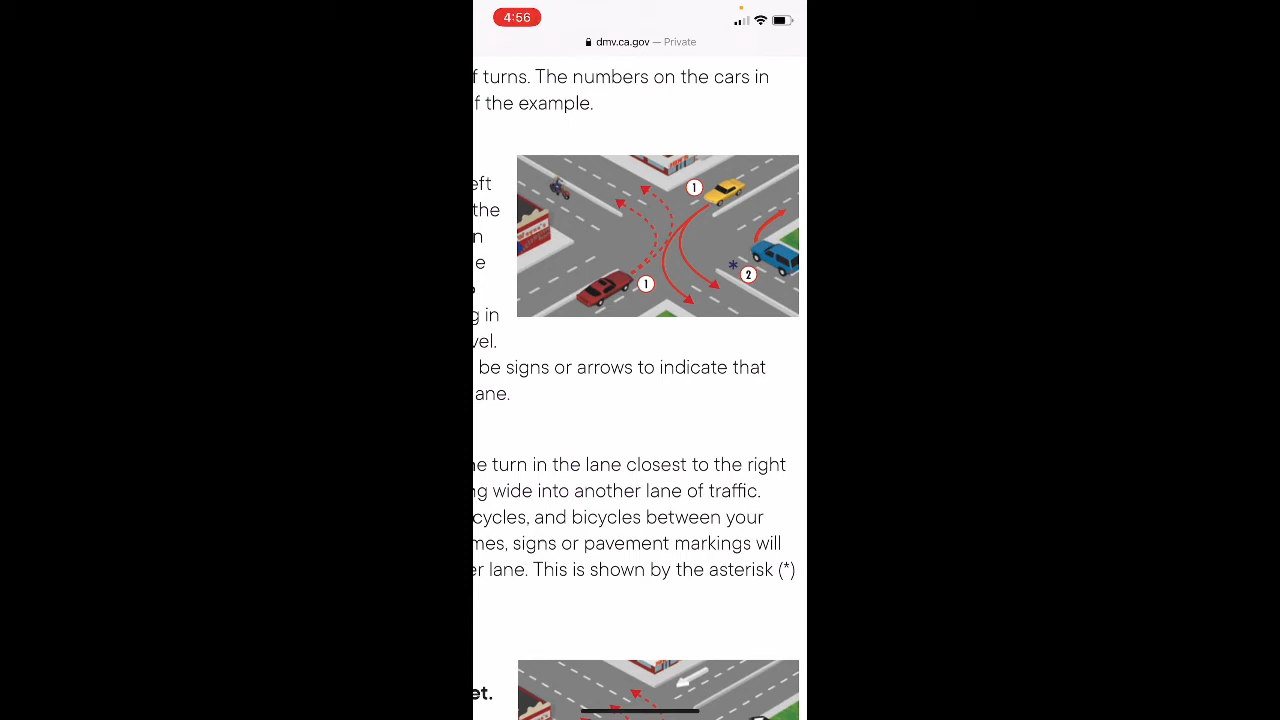 4:56
dmv.ca.gov — Private
f turns. The numbers on the cars in
f the example.
eft
the
n
e
g in
vel.
be signs or arrows to indicate that
ane.
1
1
* 2
ne turn in the lane closest to the right
ng wide into another lane of traffic.
cycles, and bicycles between your
mes, signs or pavement markings will
er lane. This is shown by the asterisk (*)
et.